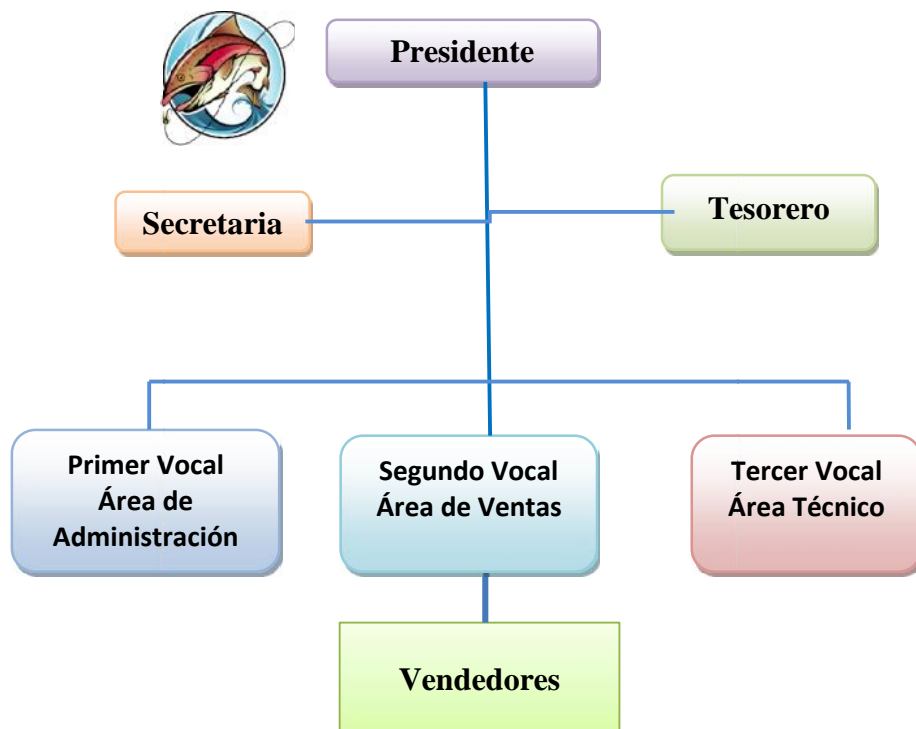 Presidente
Secretaria
Tesorero
Primer Vocal
Área de
Administración
Segundo Vocal
Área de Ventas
Tercer Vocal
Área Técnico
Vendedores